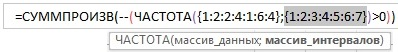 =СУММПРОИЗВ(--(ЧАСТОТА({1:2:2:4:1:6:4};{1:2:3:4:5:6:7})>0))
ЧАСТОТА(массив_данных; массив_интервалов)